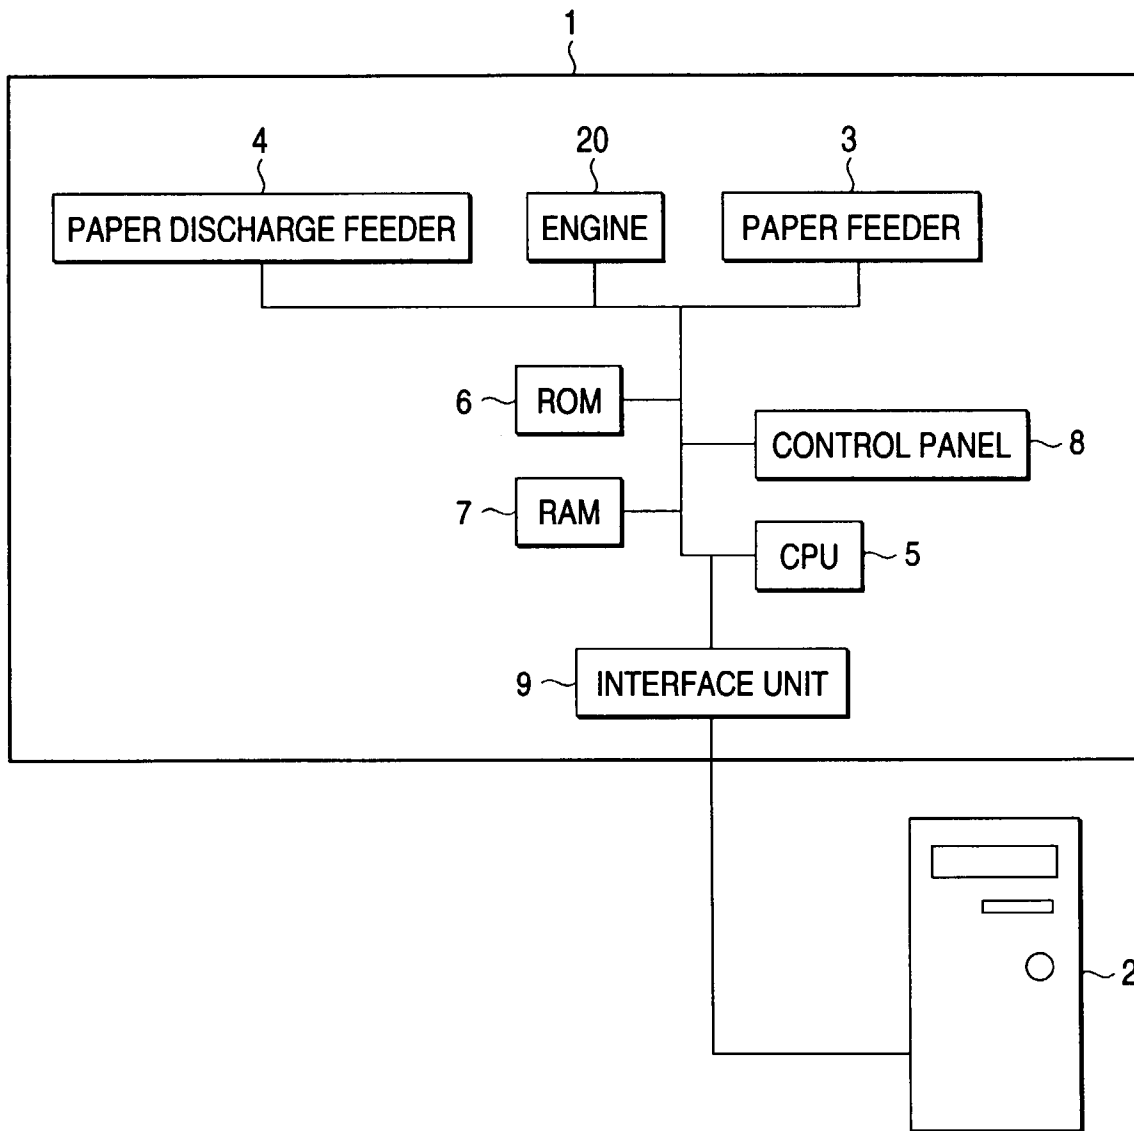 1
4
20
3
PAPER DISCHARGE FEEDER
ENGINE
PAPER FEEDER
6
ROM
CONTROL PANEL
8
7
RAM
CPU
5
9
INTERFACE UNIT
2